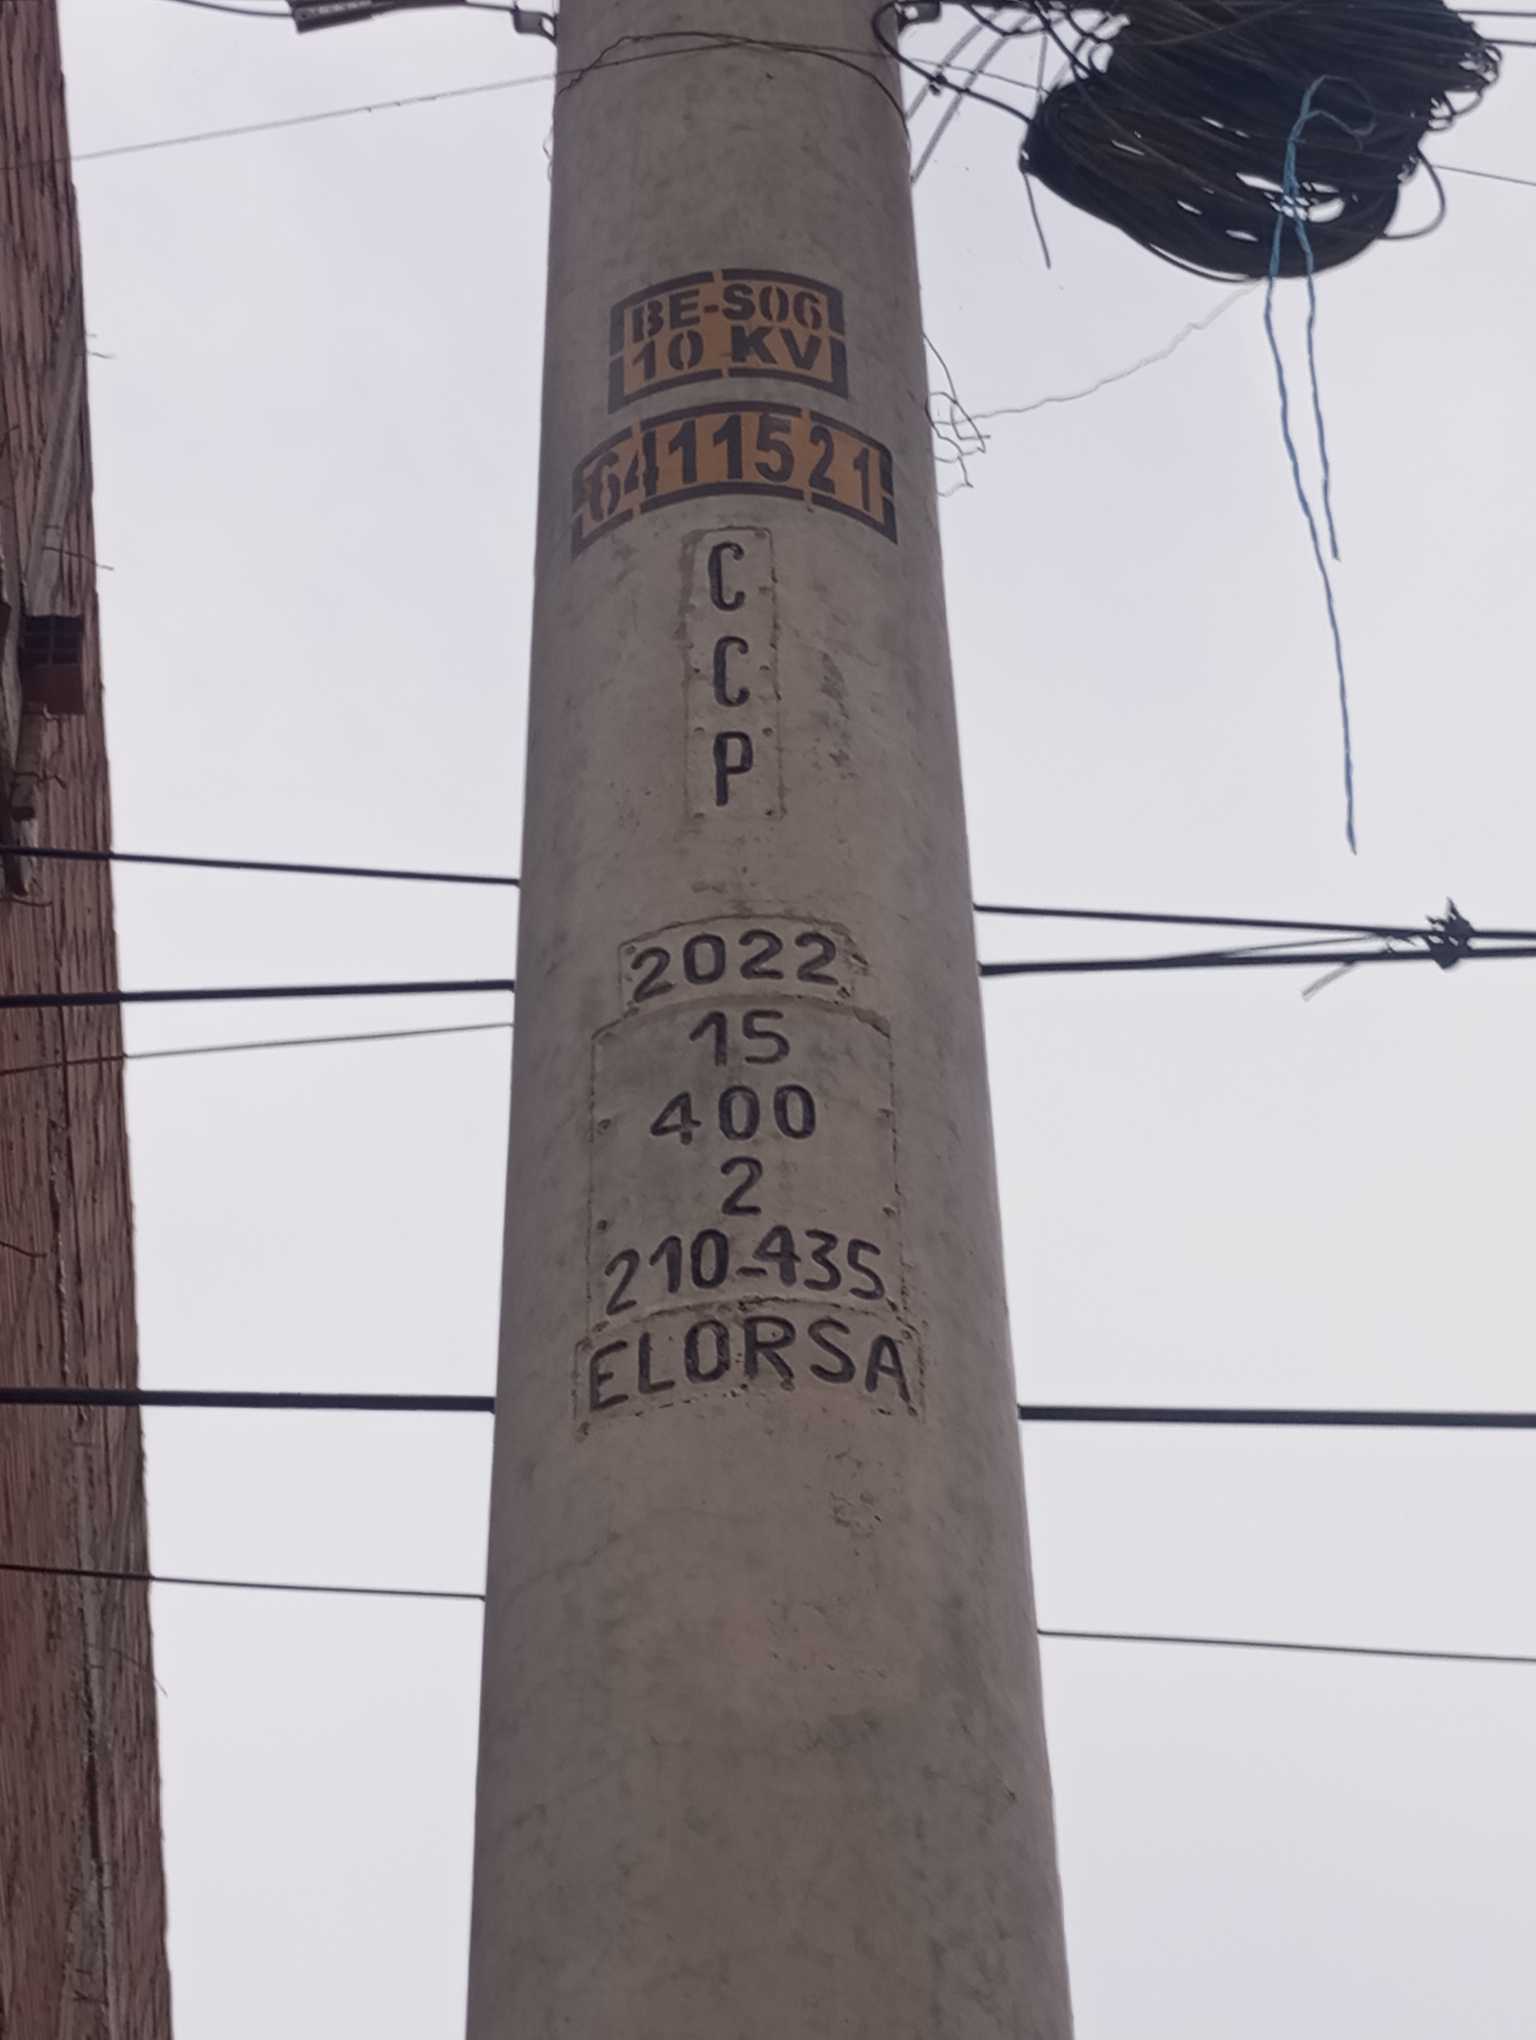 BE-S06
10 KV
6411521
C
C
P
2022
15
400
2
210-435
ELORSA